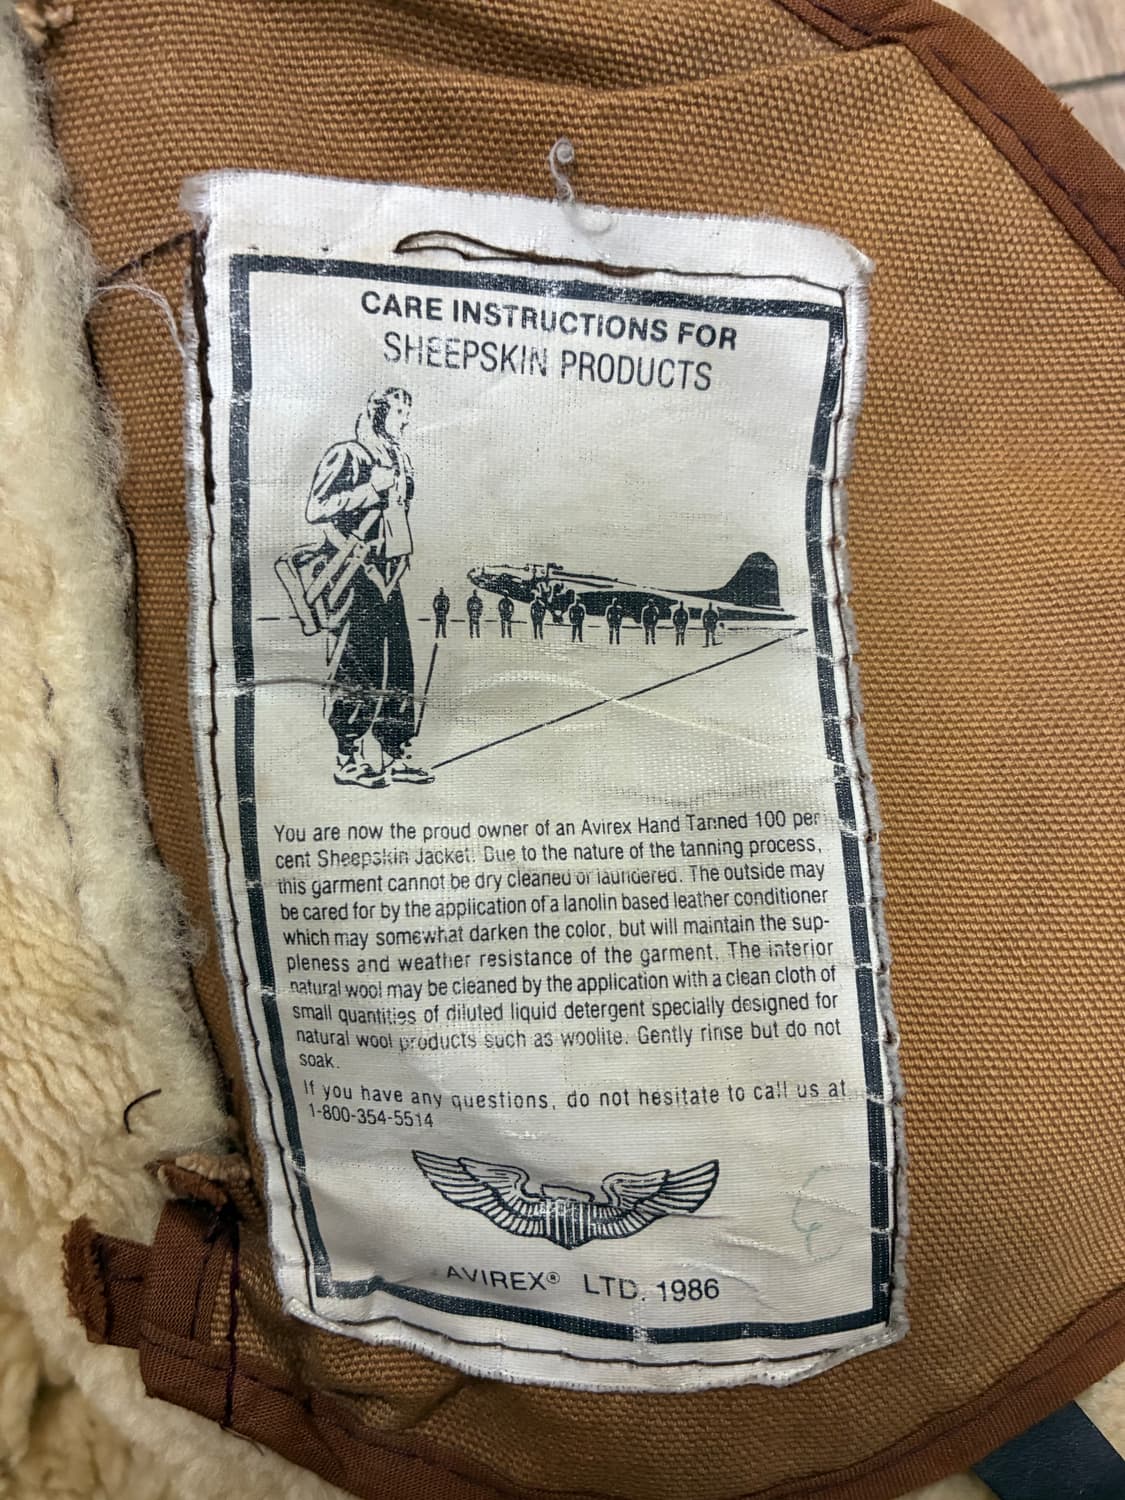 CARE INSTRUCTIONS FOR
SHEEPSKIN PRODUCTS
You are now the proud owner of an Avirex Hand Tanned 100 per
cent Sheepskin Jacket. Due to the nature of the tanning process,
this garment cannot be dry cleaned or laundered. The outside may
be cared for by the application of a lanolin based leather conditioner
which may somewhat darken the color, but will maintain the sup-
pleness and weather resistance of the garment. The interior
natural wool may be cleaned by the application with a clean cloth of
small quantities of diluted liquid detergent specially designed for
natural wool products such as woolite. Gently rinse but do not
soak.
If you have any questions, do not hesitate to call us at
1-800-354-5514
AVIREX® LTD. 1986